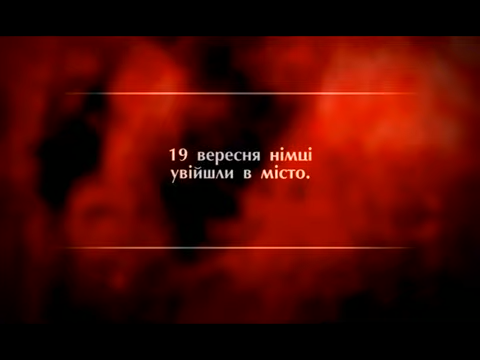 19 вересня німці
увійшли в місто.